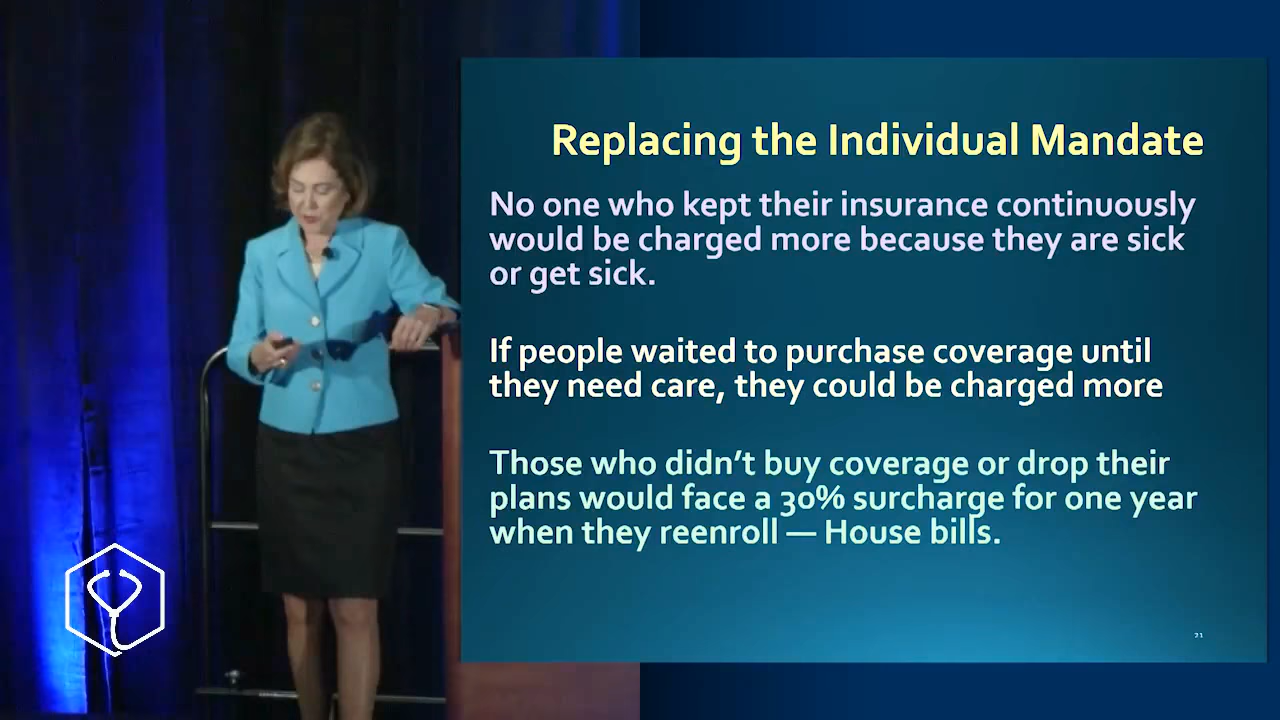 Replacing the Individual Mandate
No one who kept their insurance continuously
would be charged more because they are sick
or get sick.
If people waited to purchase coverage until
they need care, they could be charged more
Those who didn't buy coverage or drop their
plans would face a 30% surcharge for one year
when they reenroll — House bills.
21